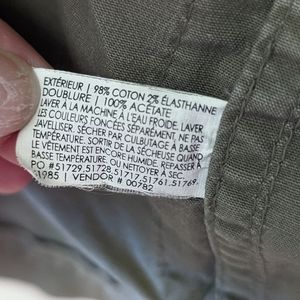 EXTÉRIEUR | 98% COTON 2% ÉLASTHANNE
DOUBLURE | 100% ACÉTATE
LAVER À LA MACHINE À L'EAU FROIDE. LAVER
LES COULEURS FONCÉES SÉPARÉMENT, NE PAS
JAVELLISER. SÉCHER PAR CULBUTAGE À BASSE
TEMPÉRATURE. SORTIR DE LA SÉCHEUSE QUAND
LE VÊTEMENT EST ENCORE HUMIDE. REPASSER À
BASSE TEMPÉRATURE OU NETTOYER À SEC.
PO #51729,51728,51717,51761,51769,
51985 | VENDOR # 00782